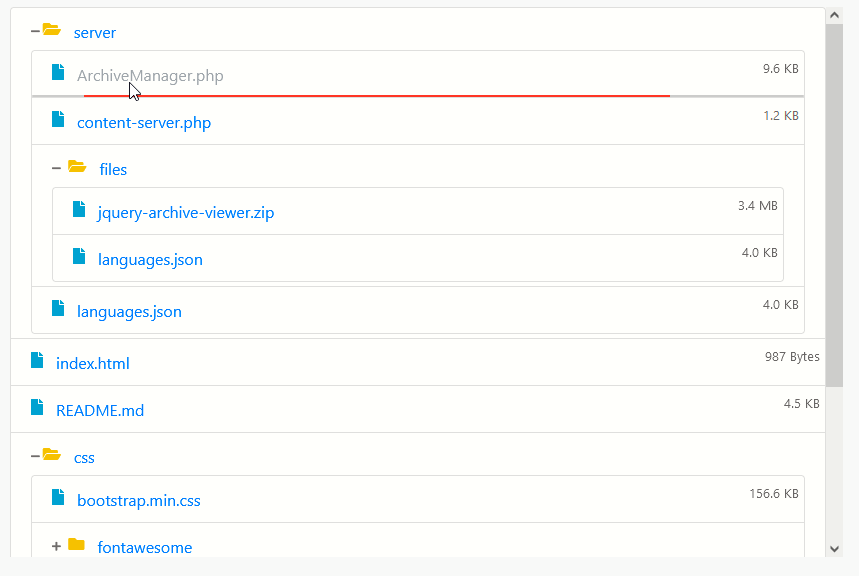 server
ArchiveManager.php 9.6 KB
content-server.php 1.2 KB
files
jquery-archive-viewer.zip 3.4 MB
languages.json 4.0 KB
languages.json 4.0 KB
index.html 987 Bytes
README.md 4.5 KB
css
bootstrap.min.css 156.6 KB
fontawesome